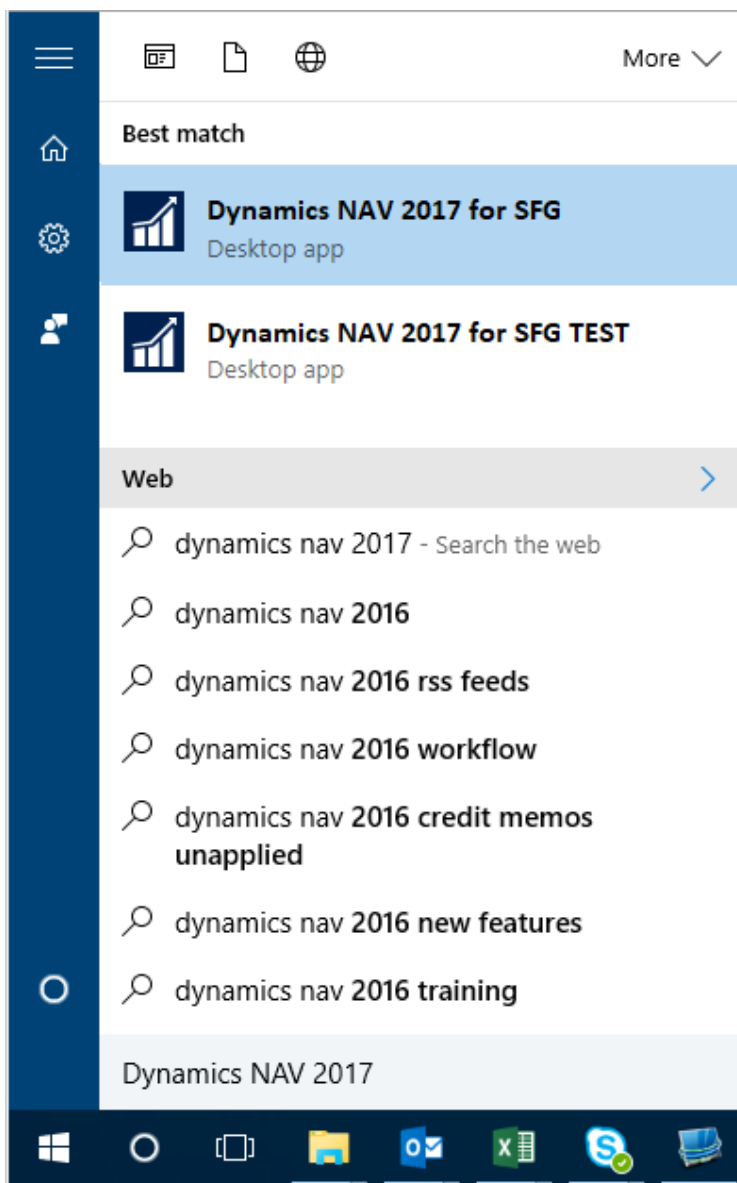 More
Best match
Dynamics NAV 2017 for SFG
Desktop app
Dynamics NAV 2017 for SFG TEST
Desktop app
Web
dynamics nav 2017 - Search the web
dynamics nav 2016
dynamics nav 2016 rss feeds
dynamics nav 2016 workflow
dynamics nav 2016 credit memos
unapplied
dynamics nav 2016 new features
dynamics nav 2016 training
Dynamics NAV 2017